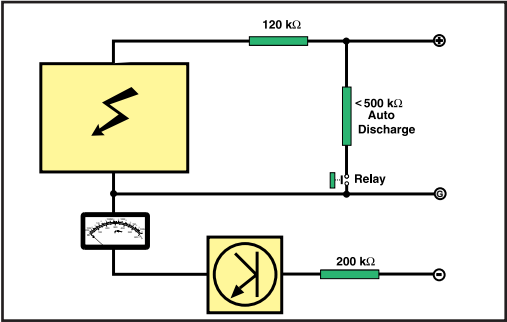 120 kΩ
+
<500 kΩ
Auto
Discharge
Relay
G
200 kΩ
-